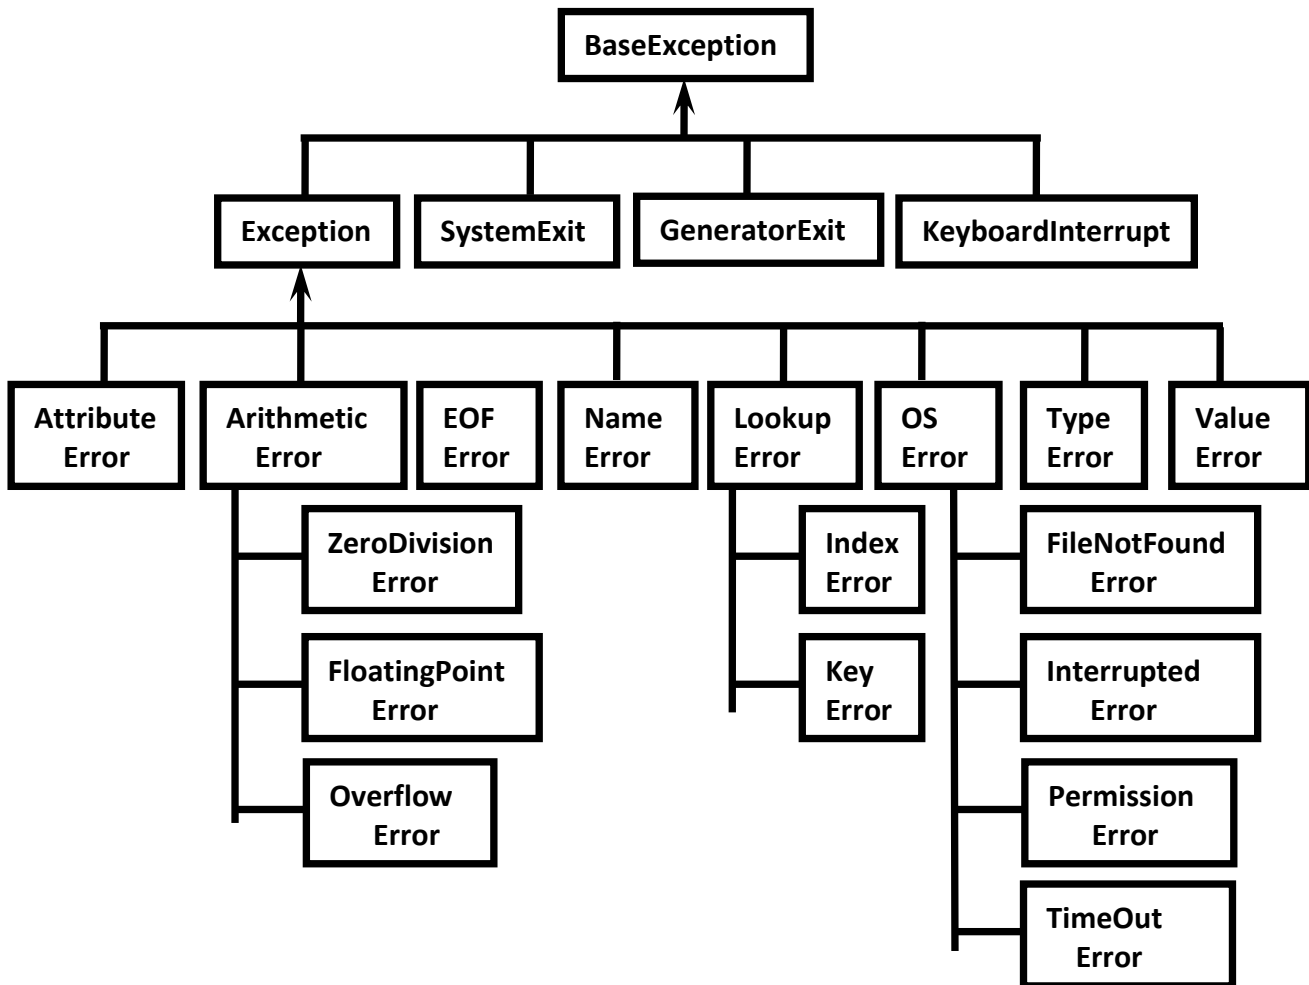 BaseException
Exception
SystemExit
GeneratorExit
KeyboardInterrupt
Attribute
Error
Arithmetic
Error
EOF
Error
Name
Error
Lookup
Error
OS
Error
Type
Error
Value
Error
ZeroDivision
Error
FloatingPoint
Error
Overflow
Error
Index
Error
Key
Error
FileNotFound
Error
Interrupted
Error
Permission
Error
TimeOut
Error